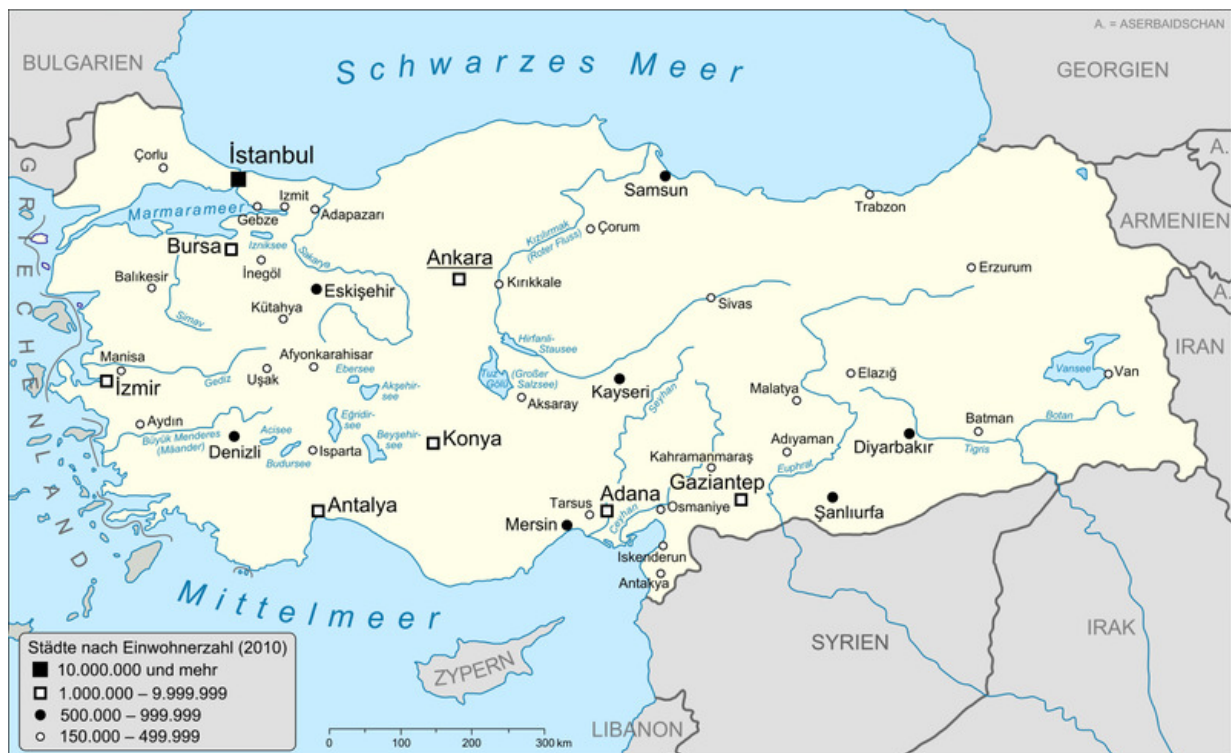 A. = ASERBAIDSCHAN
BULGARIEN
Schwarzes Meer
GEORGIEN
Çorlu
İstanbul
A.
GRIECHENLAND
Samsun
Izmit
Trabzon
Marmarameer
Gebze
Adapazarı
ARMENIEN
Kızılırmak
(Roter Fluss)
Çorum
Bursa
Izniksee
İnegöl
Sakarya
Ankara
Erzurum
Balıkesir
Eskişehir
Kırıkkale
A.
Sivas
Kütahya
Simav
Hirfanli-
Stausee
IRAN
Manisa
Afyonkarahisar
Ebersee
Tuz
Gölü
(Großer
Salzsee)
Vansee
Van
İzmir
Gediz
Uşak
Akşehir-
see
Aksaray
Kayseri
Seyhan
Malatya
Elazığ
Aydın
Büyük Menderes
(Mäander)
Denizli
Acisee
Budursee
Eğridir-
see
Isparta
Beyşehir-
see
Konya
Batman
Botan
Tigris
Diyarbakır
Adıyaman
Euphrat
Kahramanmaraş
Gaziantep
Antalya
Tarsus
Adana
Ceyhan
Osmaniye
Şanlıurfa
Mersin
Iskenderun
Antakya
Mittelmeer
SYRIEN
IRAK
ZYPERN
LIBANON
Städte nach Einwohnerzahl (2010)
10.000.000 und mehr
1.000.000 – 9.999.999
500.000 – 999.999
150.000 – 499.999
0 100 200 300 km